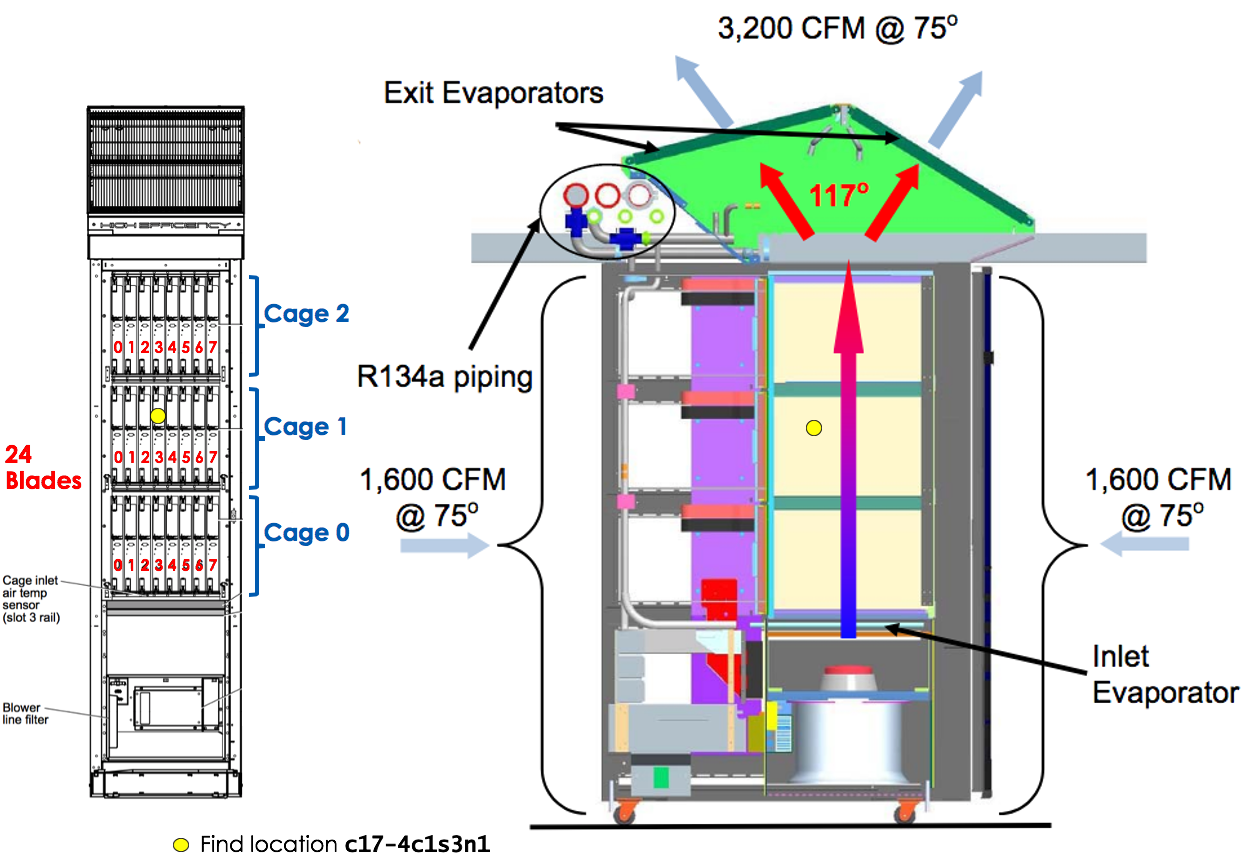 3,200 CFM @ 75°
Exit Evaporators
117°
HIGH EFFICIENCY
R134a piping
Cage 2
0 1 2 3 4 5 6 7
Cage 1
0 1 2 3 4 5 6 7
24
Blades
Cage 0
0 1 2 3 4 5 6 7
1,600 CFM
@ 75°
1,600 CFM
@ 75°
Cage inlet
air temp
sensor
(slot 3 rail)
Inlet
Evaporator
Blower
line filter
Find location c17-4c1s3n1